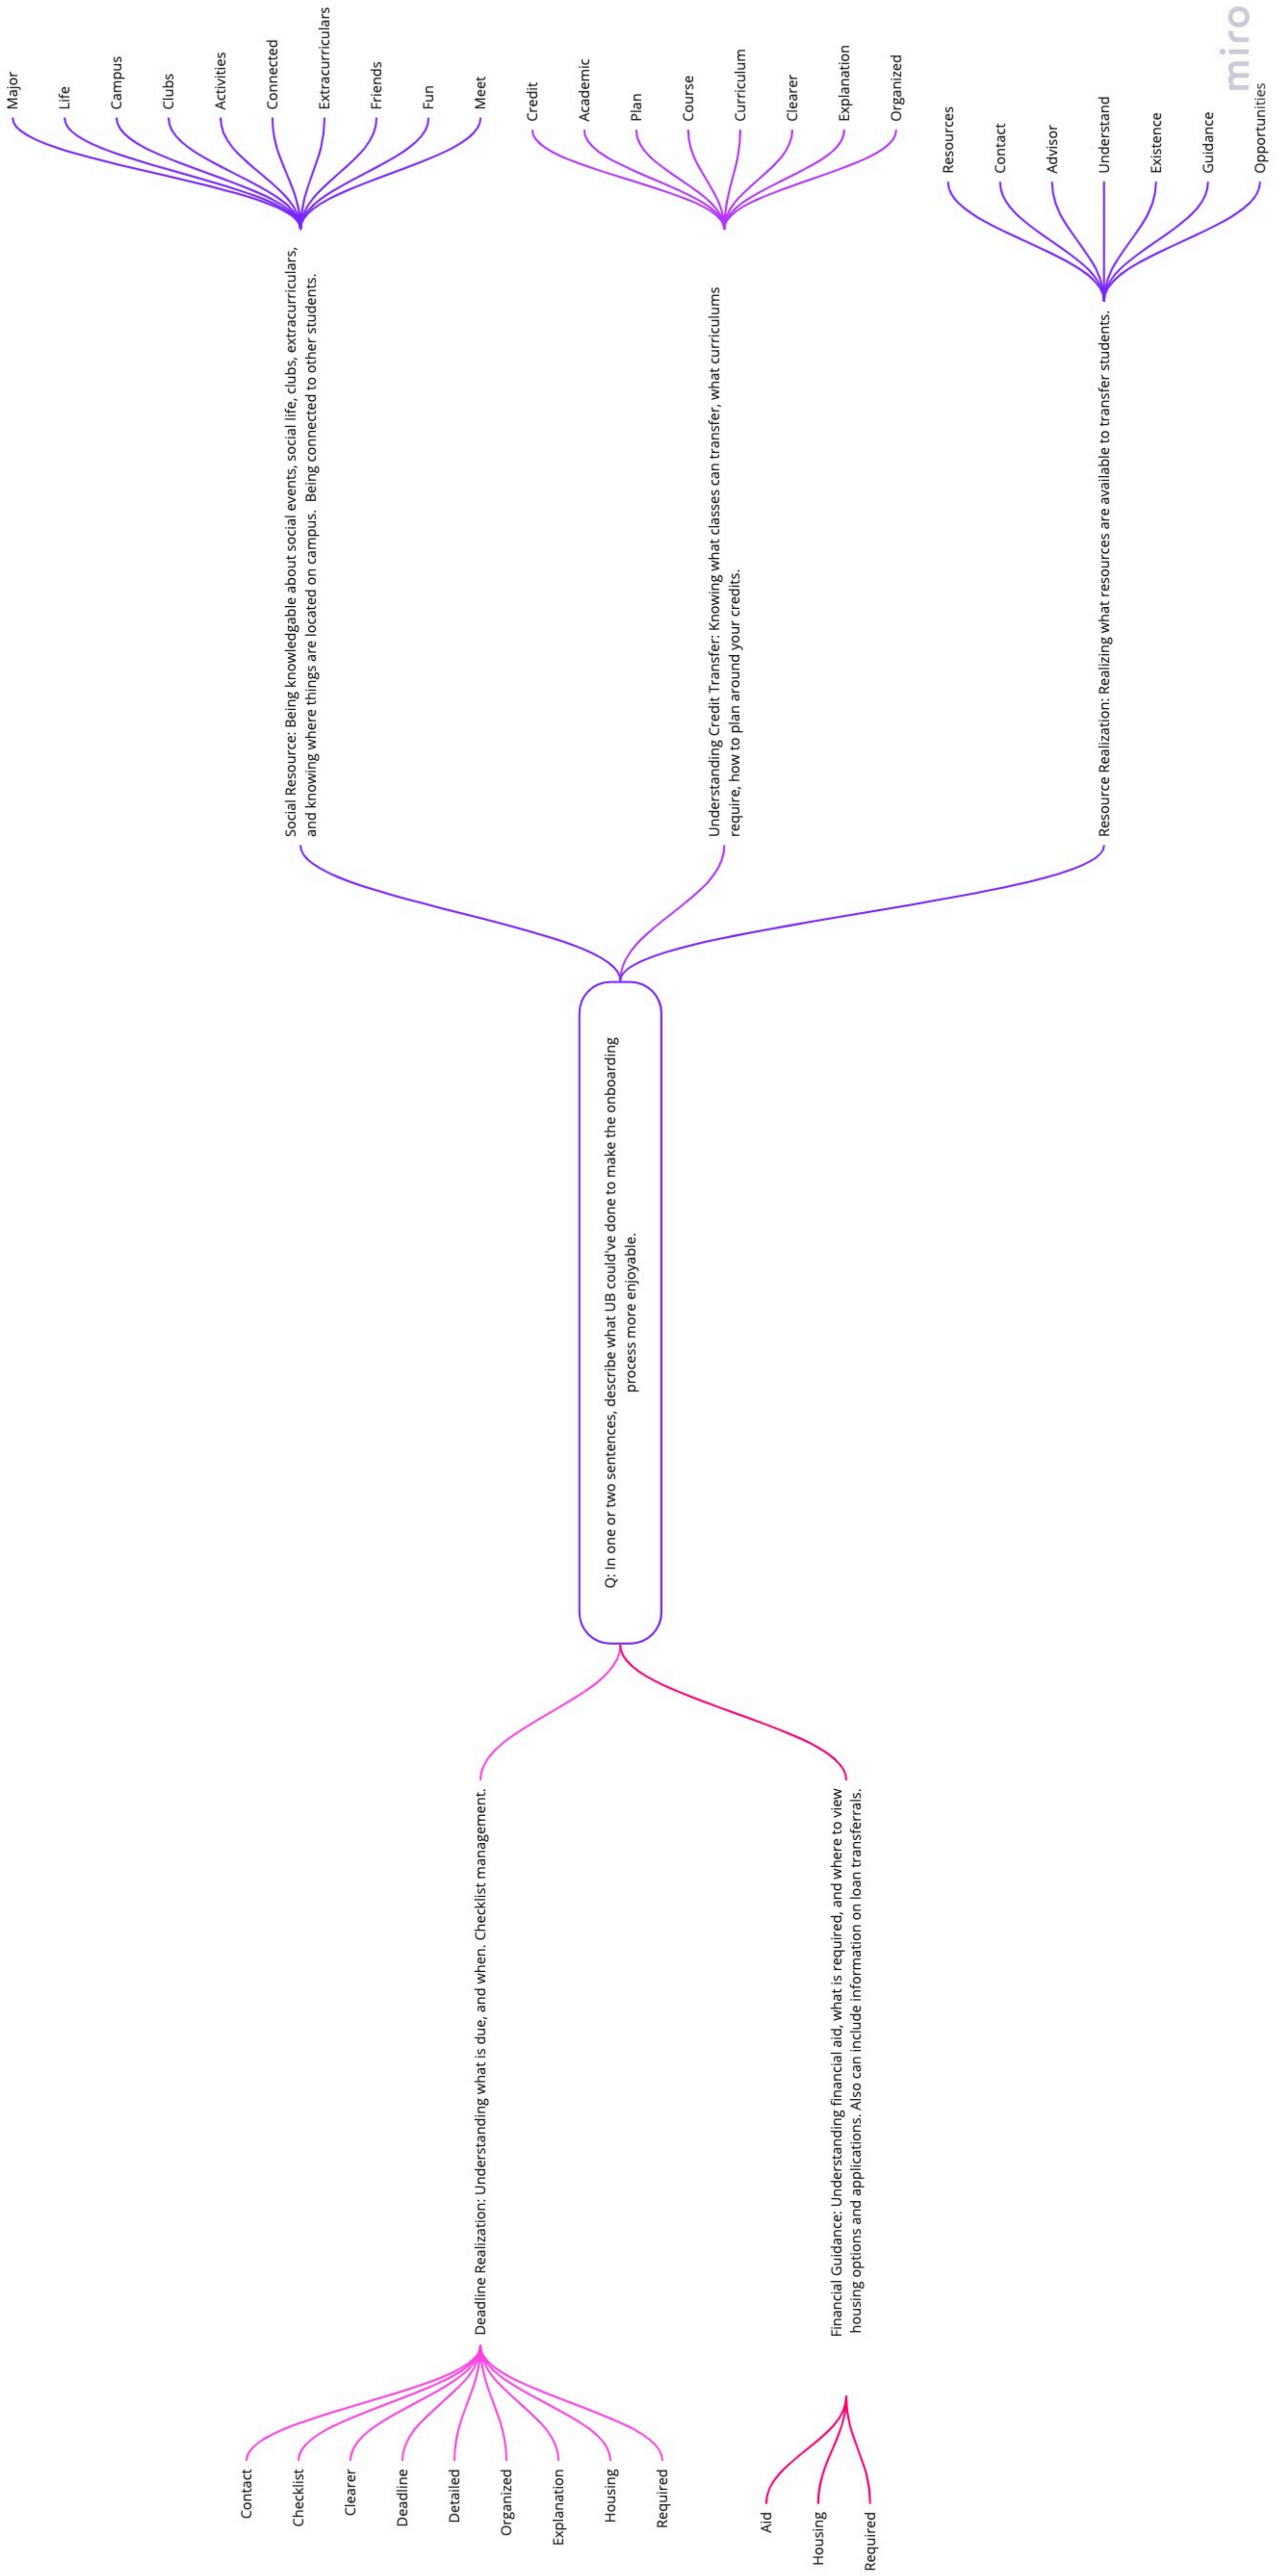 Contact
Checklist
Clearer
Deadline
Detailed
Organized
Explanation
Housing
Required
Deadline Realization: Understanding what is due, and when. Checklist management.
Aid
Housing
Required
Financial Guidance: Understanding financial aid, what is required, and where to view
housing options and applications. Also can include information on loan transferrals.
Q: In one or two sentences, describe what UB could've done to make the onboarding
process more enjoyable.
Social Resource: Being knowledgable about social events, social life, clubs, extracurriculars,
and knowing where things are located on campus. Being connected to other students.
Major
Life
Campus
Clubs
Activities
Connected
Extracurriculars
Friends
Fun
Meet
Understanding Credit Transfer: Knowing what classes can transfer, what curriculums
require, how to plan around your credits.
Credit
Academic
Plan
Course
Curriculum
Clearer
Explanation
Organized
Resource Realization: Realizing what resources are available to transfer students.
Resources
Contact
Advisor
Understand
Existence
Guidance
Opportunities
miro